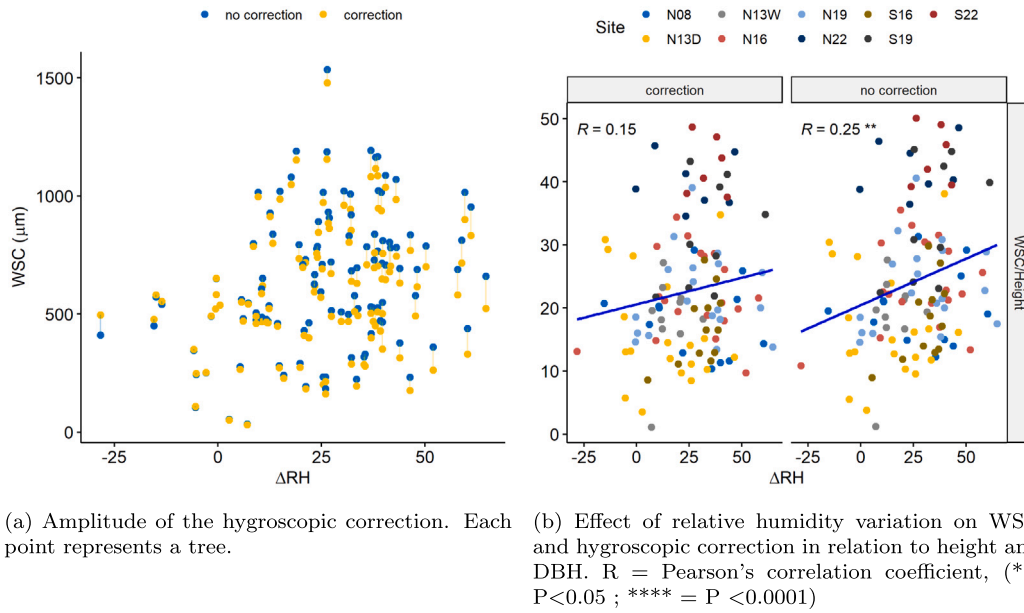 no correction correction
WSC (µm)
1500
1000
500
0
-25 0 25 50
ΔRH
(a) Amplitude of the hygroscopic correction. Each
point represents a tree.
Site
N08 N13W N19 S16 S22
N13D N16 N22 S19
correction no correction
R = 0.15
R = 0.25 **
50
40
30
20
10
0
-25 0 25 50 -25 0 25 50
ΔRH
WSC/Height
(b) Effect of relative humidity variation on WS
and hygroscopic correction in relation to height an
DBH. R = Pearson's correlation coefficient, (*
P<0.05 ; **** = P <0.0001)